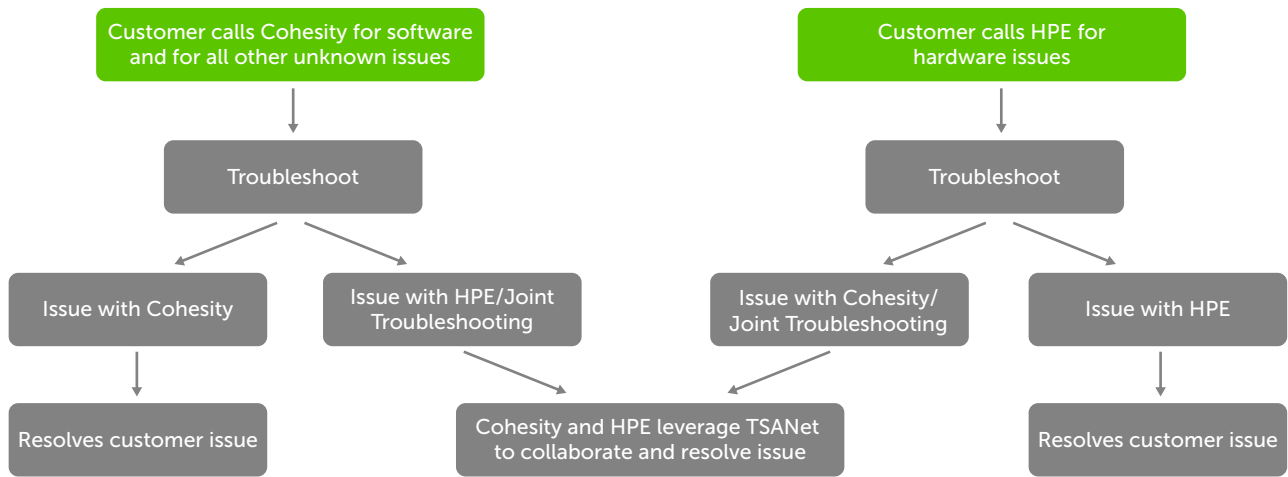 Customer calls Cohesity for software
and for all other unknown issues
Customer calls HPE for
hardware issues
Troubleshoot
Troubleshoot
Issue with Cohesity
Issue with HPE/Joint
Troubleshooting
Issue with Cohesity/
Joint Troubleshooting
Issue with HPE
Resolves customer issue
Cohesity and HPE leverage TSANet
to collaborate and resolve issue
Resolves customer issue